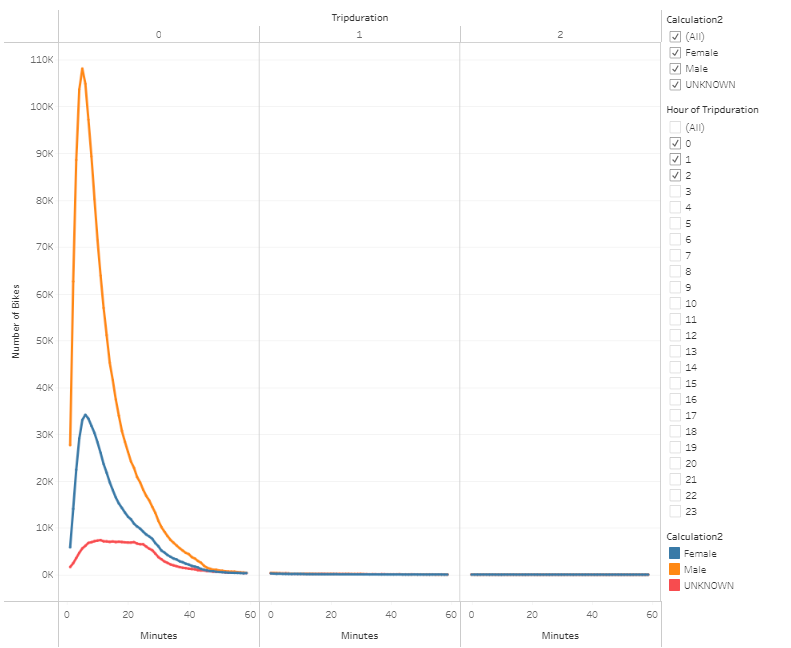 Tripduration
0 1 2
110K
100K
90K
80K
70K
60K
50K
40K
30K
20K
10K
0K
Number of Bikes
0 20 40 60 0 20 40 60 0 20 40 60
Minutes Minutes Minutes
Calculation2
(All)
Female
Male
UNKNOWN
Hour of Tripduration
(All)
0
1
2
3
4
5
6
7
8
9
10
11
12
13
14
15
16
17
18
19
20
21
22
23
Calculation2
Female
Male
UNKNOWN